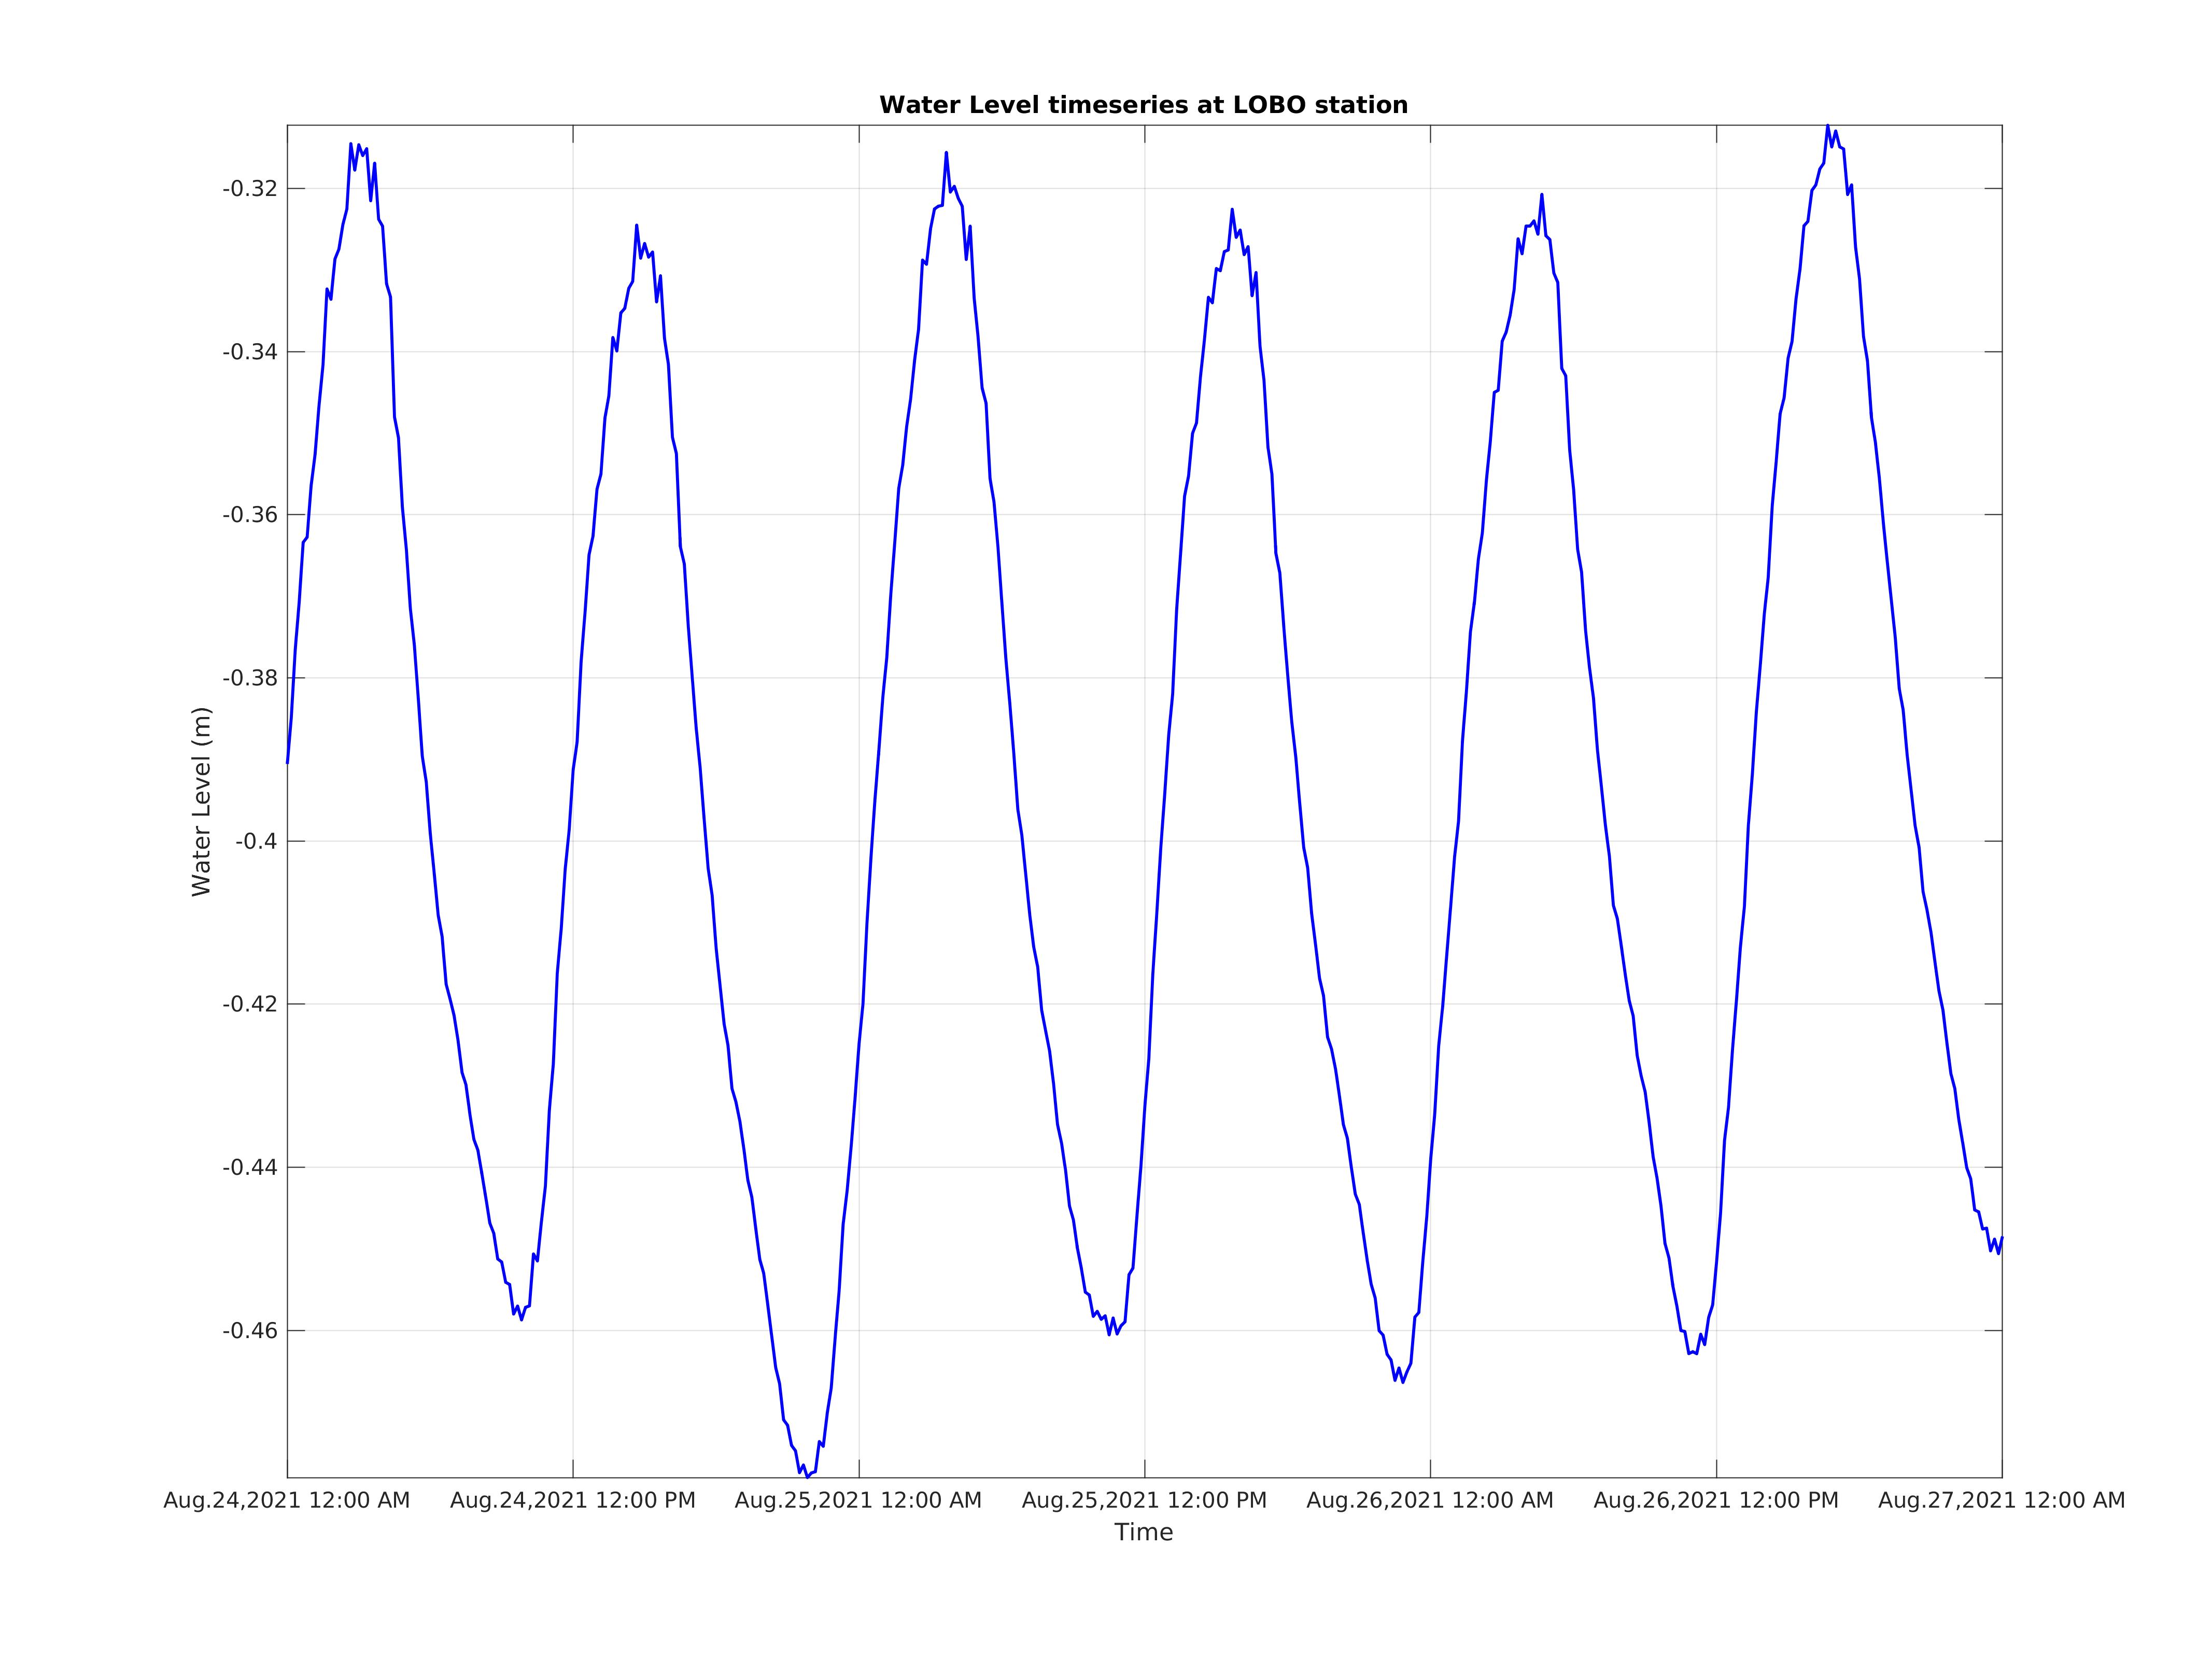 Water Level timeseries at LOBO station
-0.32
-0.34
-0.36
-0.38
-0.4
-0.42
-0.44
-0.46
Water Level (m)
Aug.24,2021 12:00 AM Aug.24,2021 12:00 PM Aug.25,2021 12:00 AM Aug.25,2021 12:00 PM Aug.26,2021 12:00 AM Aug.26,2021 12:00 PM Aug.27,2021 12:00 AM
Time